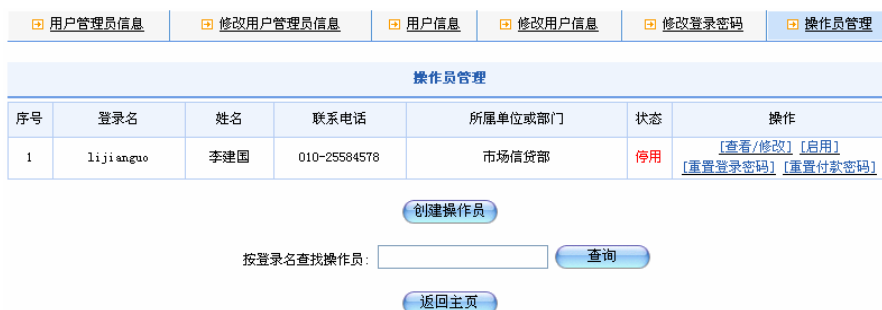 用户管理员信息 修改用户管理员信息 用户信息 修改用户信息 修改登录密码 操作员管理
操作员管理
序号 登录名 姓名 联系电话 所属单位或部门 状态 操作
1 lijianguo 李建国 010-25584578 市场信贷部 停用 [查看/修改] [启用]
[重置登录密码] [重置付款密码]
创建操作员
按登录名查找操作员: 查询
返回主页